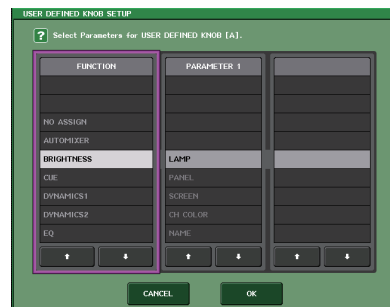 USER DEFINED KNOB SETUP
? Select Parameters for USER DEFINED KNOB [A].
FUNCTION
NO ASSIGN
AUTOMIXER
BRIGHTNESS
CUE
DYNAMICS1
DYNAMICS2
EQ
PARAMETER 1
LAMP
PANEL
SCREEN
CH COLOR
NAME
CANCEL
OK